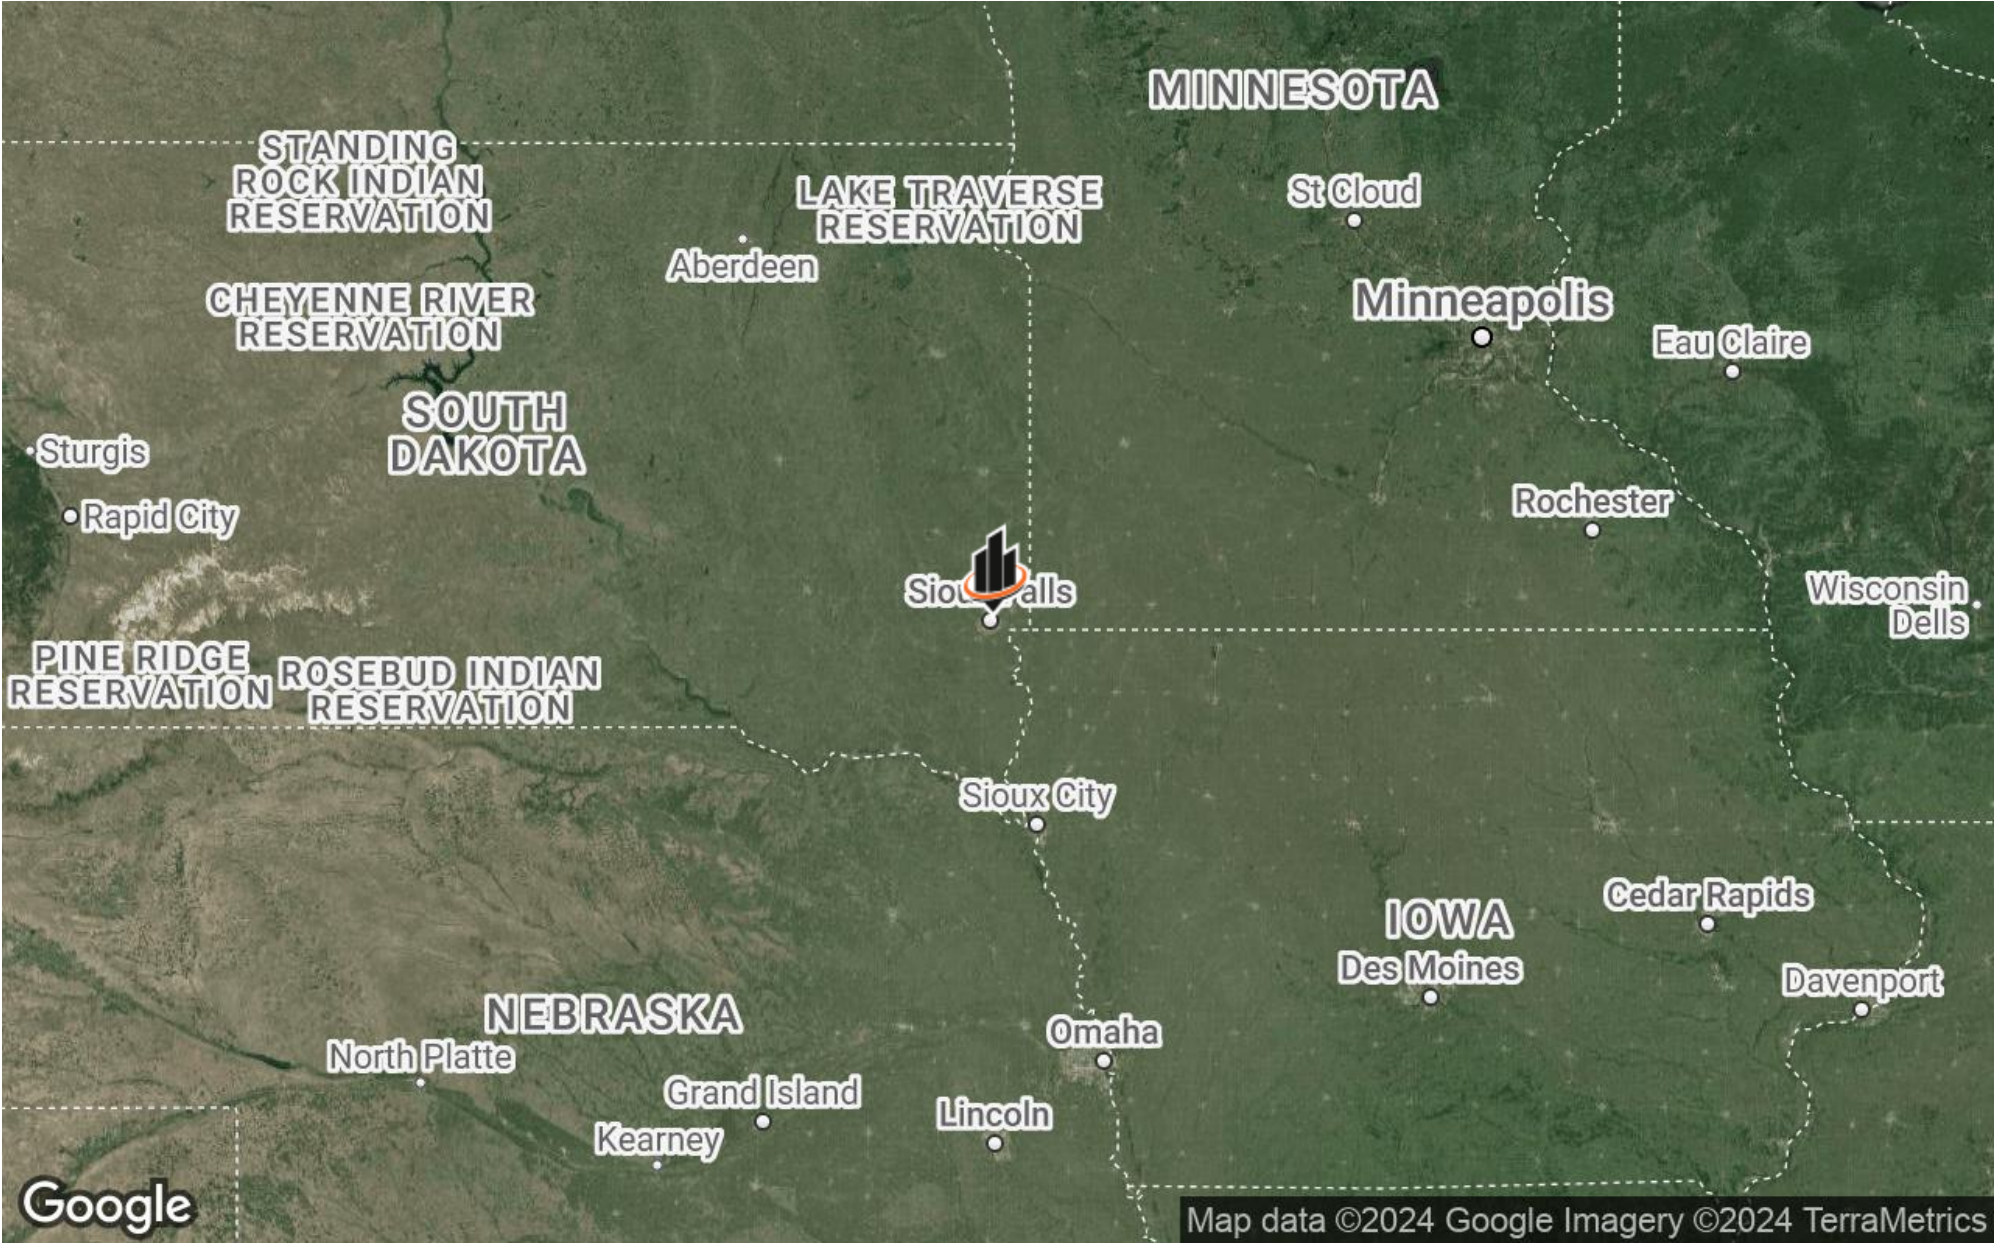 MINNESOTA
STANDING
ROCK INDIAN
RESERVATION
LAKE TRAVERSE
RESERVATION
St Cloud
Aberdeen
CHEYENNE RIVER
RESERVATION
Minneapolis
Eau Claire
SOUTH
DAKOTA
Sturgis
Rapid City
Rochester
Sioux Falls
Wisconsin
Dells
PINE RIDGE
RESERVATION
ROSEBUD INDIAN
RESERVATION
Sioux City
Cedar Rapids
IOWA
Des Moines
Davenport
NEBRASKA
Omaha
North Platte
Grand Island
Lincoln
Kearney
Google
Map data ©2024 Google Imagery ©2024 TerraMetrics